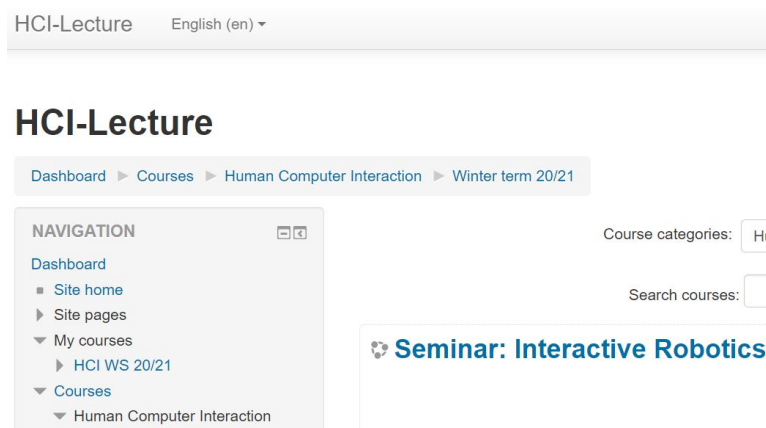 HCI-Lecture English (en)
HCI-Lecture
Dashboard Courses Human Computer Interaction Winter term 20/21
NAVIGATION
Dashboard
Site home
Site pages
My courses
HCI WS 20/21
Courses
Human Computer Interaction
Course categories:
Search courses:
Seminar: Interactive Robotics